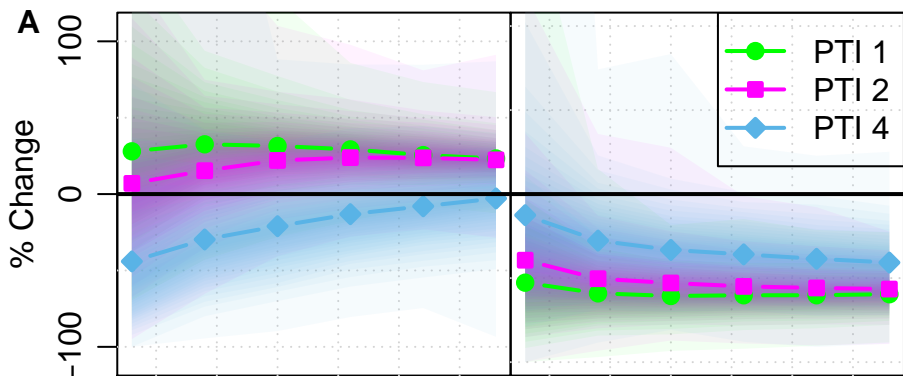 A
100
PTI 1
PTI 2
PTI 4
0
% Change
−100